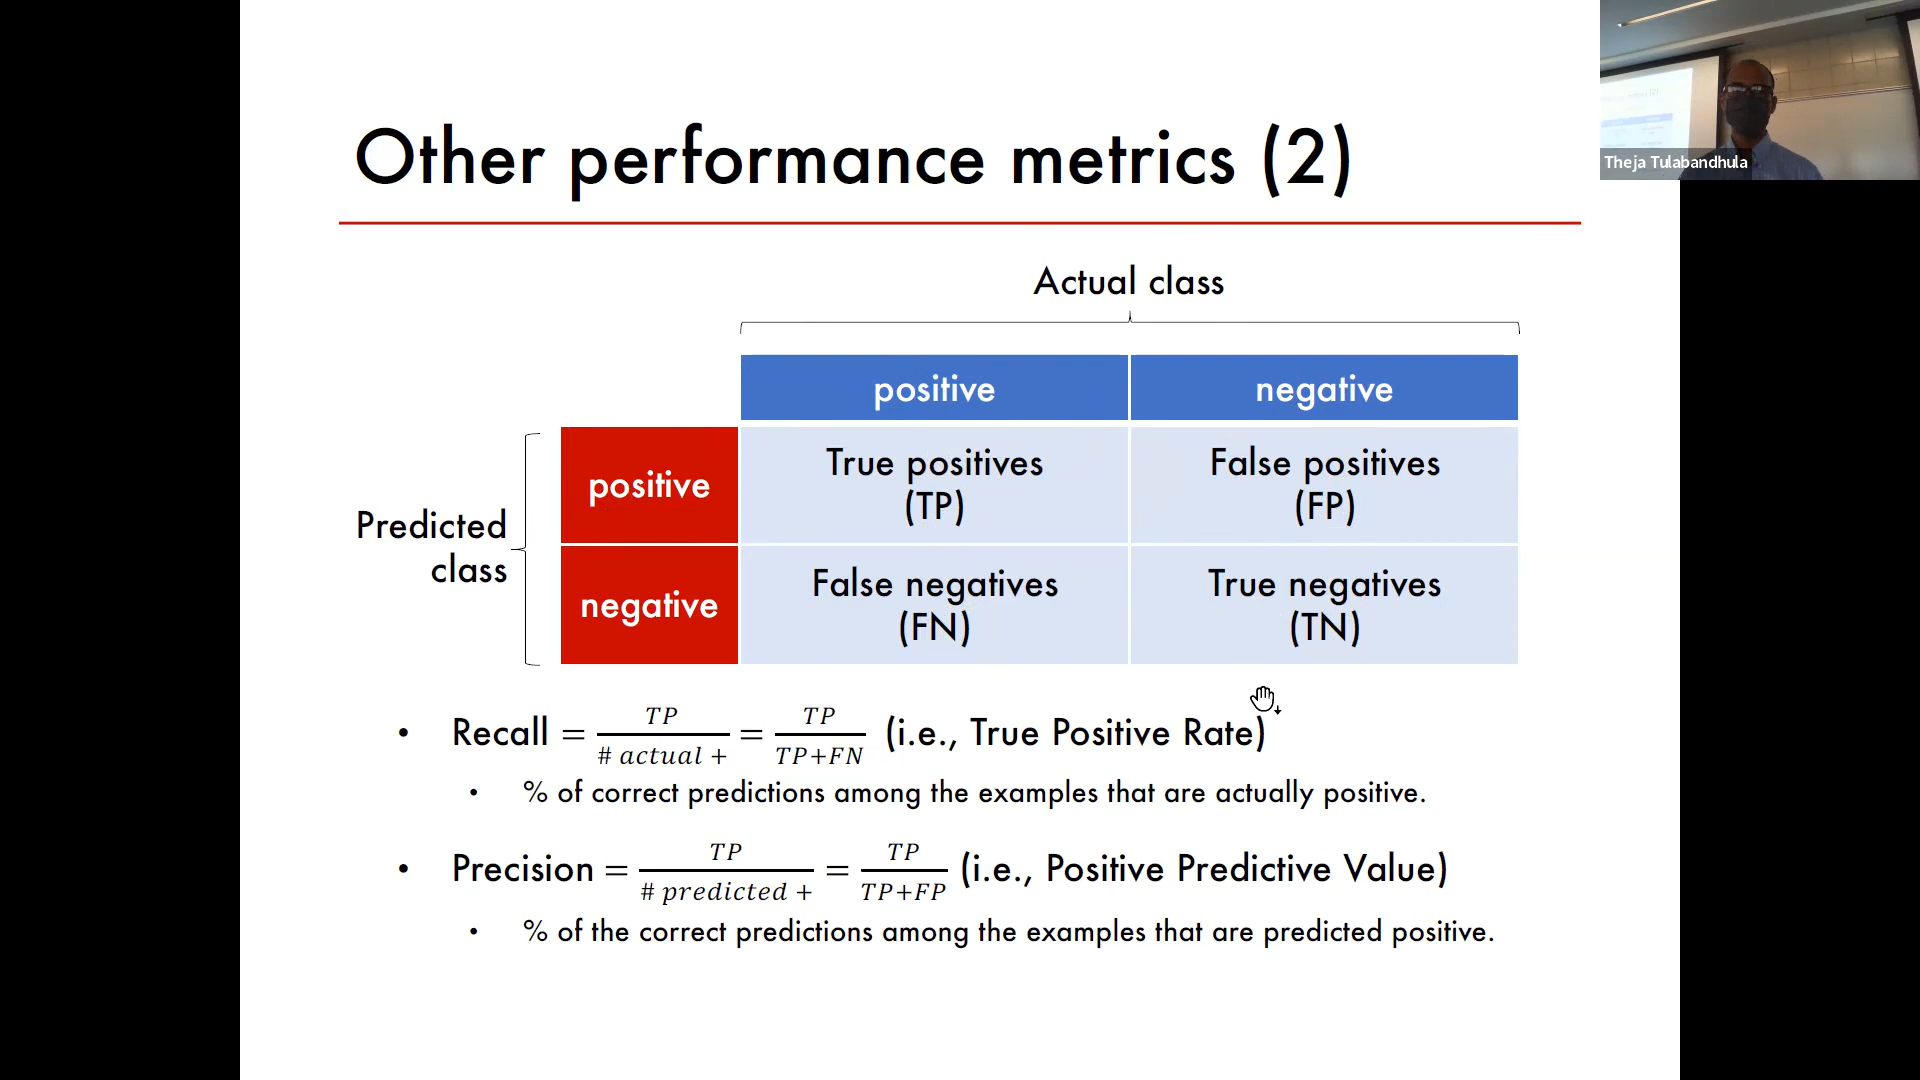 Theja Tulabandhula
Other performance metrics (2)
Actual class
positive negative
Predicted class
positive
True positives (TP)
False positives (FP)
negative
False negatives (FN)
True negatives (TN)
• Recall = TP / # actual + = TP / TP+FN (i.e., True Positive Rate)
• % of correct predictions among the examples that are actually positive.
• Precision = TP / # predicted + = TP / TP+FP (i.e., Positive Predictive Value)
• % of the correct predictions among the examples that are predicted positive.